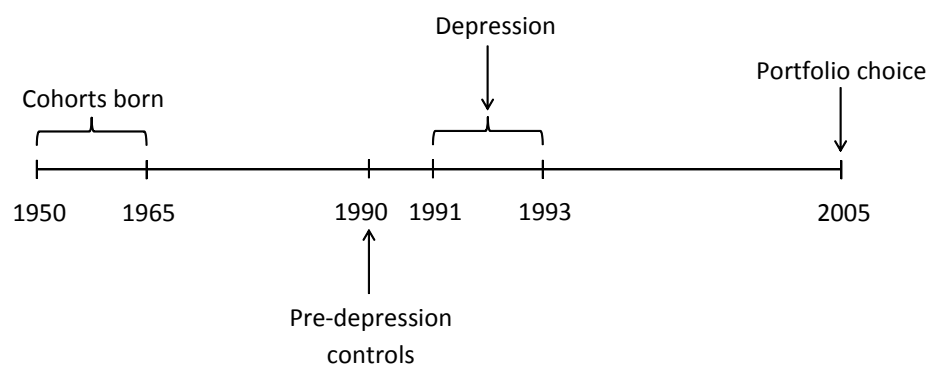 Depression
Portfolio choice
Cohorts born
1950 1965 1990 1991 1993 2005
Pre-depression
controls